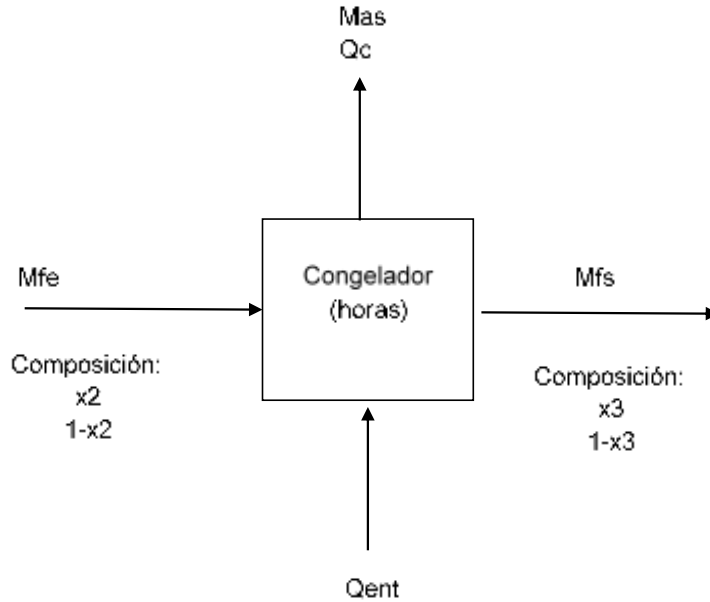 Mas
Qc
Mfe
Congelador
(horas)
Mfs
Composición:
x2
1-x2
Composición:
x3
1-x3
Qent